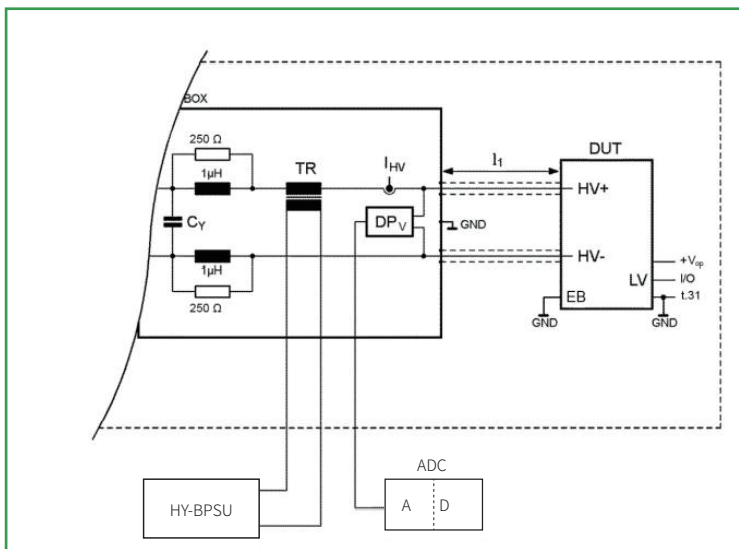 BOX
250 Ω
1µH
TR
I_HV
l₁
DUT
HV+
C_Y
DP_V
GND
HV-
+V_op
1µH
LV
I/O
EB
t.31
250 Ω
GND
GND
ADC
HY-BPSU
A
D